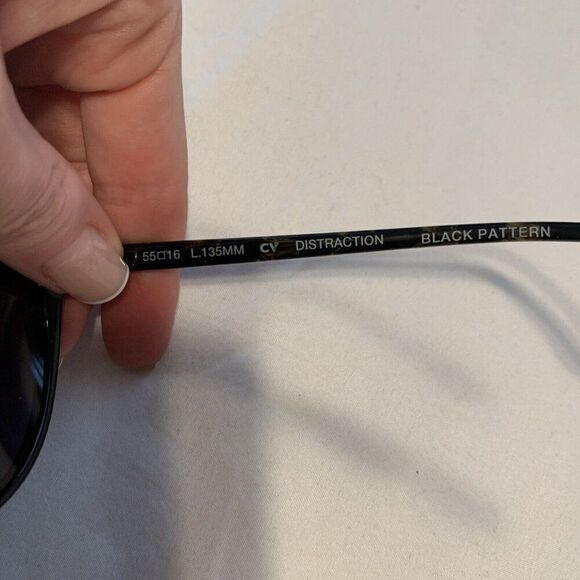 55□16 L.135MM CV DISTRACTION BLACK PATTERN